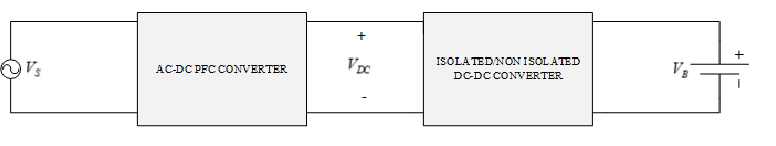 V_S
AC-DC PFC CONVERTER
+
V_DC
-
ISOLATED/NON ISOLATED
DC-DC CONVERTER
V_B
+
-